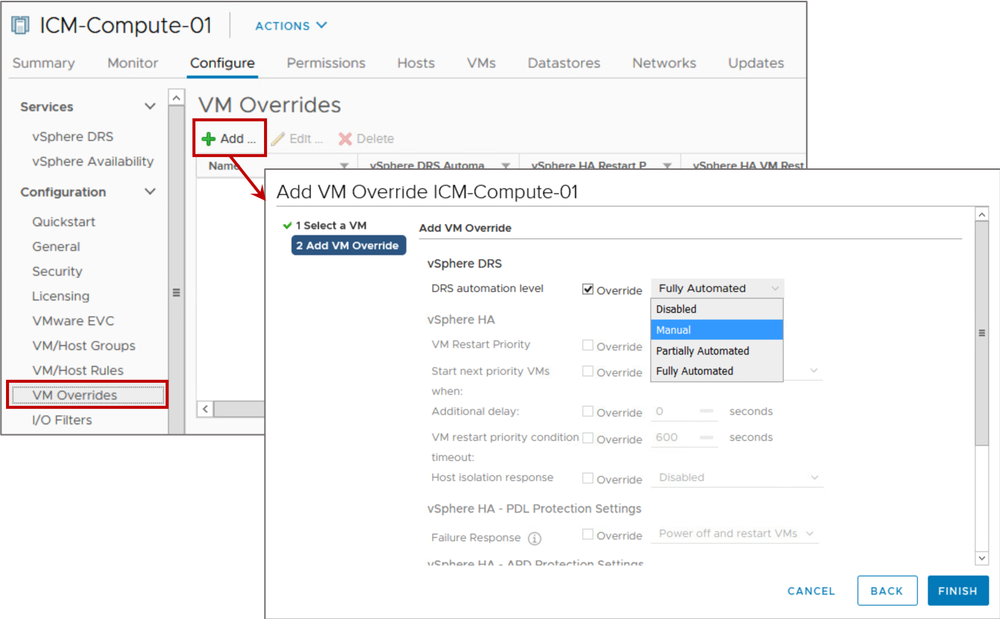 ICM-Compute-01
ACTIONS
Summary Monitor Configure Permissions Hosts VMs Datastores Networks Updates
Services
vSphere DRS
vSphere Availability
Configuration
Quickstart
General
Security
Licensing
VMware EVC
VM/Host Groups
VM/Host Rules
VM Overrides
I/O Filters
VM Overrides
Add ... Edit ... Delete
Name vSphere DRS Automa vSphere HA Restart P vSphere HA VM Rest
Add VM Override ICM-Compute-01
1 Select a VM
2 Add VM Override
Add VM Override
vSphere DRS
DRS automation level Override Fully Automated
Disabled
Manual
Partially Automated
Fully Automated
vSphere HA
VM Restart Priority Override
Start next priority VMs Override
when:
Additional delay: Override 0 seconds
VM restart priority condition Override 600 seconds
timeout:
Host isolation response Override Disabled
vSphere HA - PDL Protection Settings
Failure Response Override Power off and restart VMs
vSphere HA - APD Protection Settings
CANCEL BACK FINISH